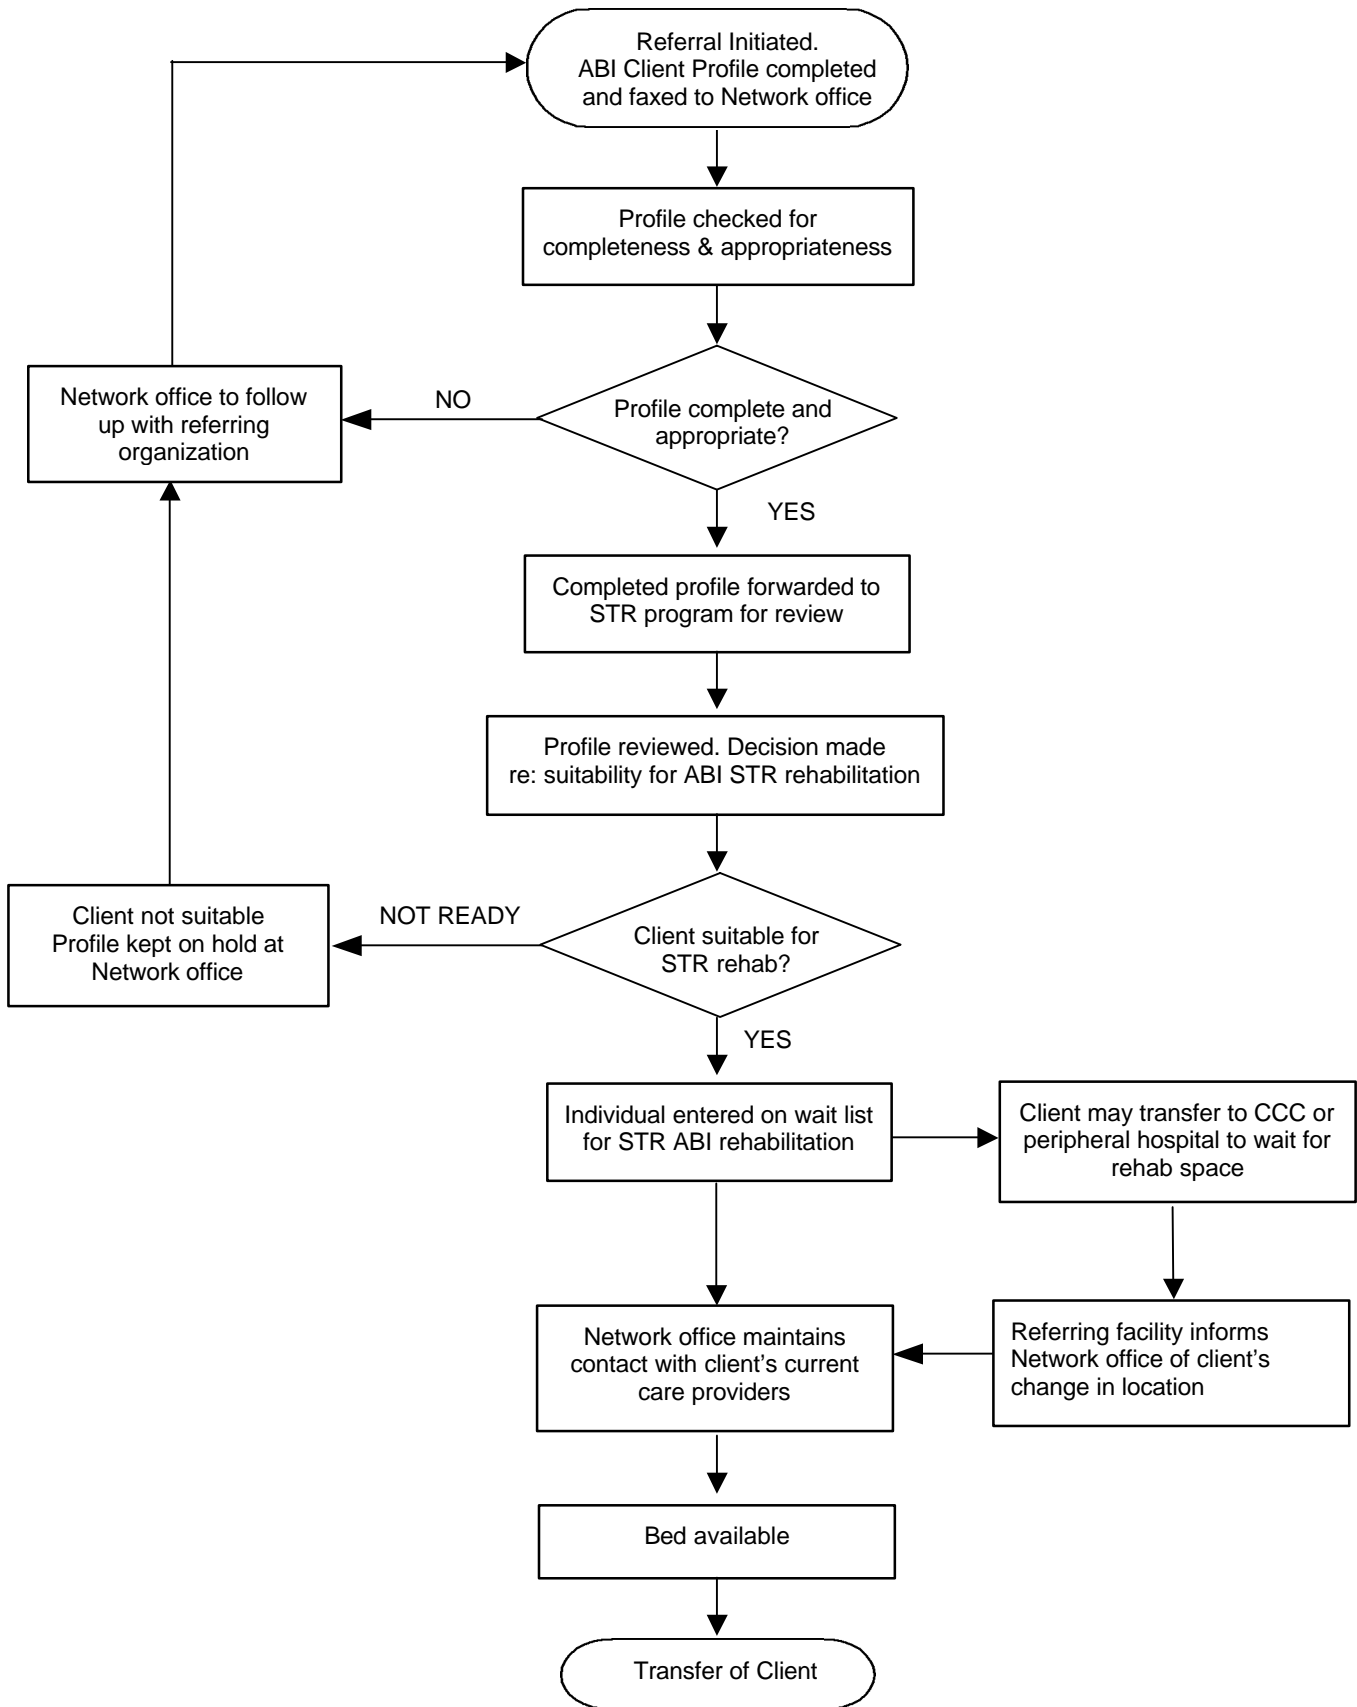 Referral Initiated.
ABI Client Profile completed
and faxed to Network office
Profile checked for
completeness & appropriateness
Network office to follow
up with referring
organization
NO
Profile complete and
appropriate?
YES
Completed profile forwarded to
STR program for review
Profile reviewed. Decision made
re: suitability for ABI STR rehabilitation
Client not suitable
Profile kept on hold at
Network office
NOT READY
Client suitable for
STR rehab?
YES
Individual entered on wait list
for STR ABI rehabilitation
Client may transfer to CCC or
peripheral hospital to wait for
rehab space
Network office maintains
contact with client's current
care providers
Referring facility informs
Network office of client's
change in location
Bed available
Transfer of Client